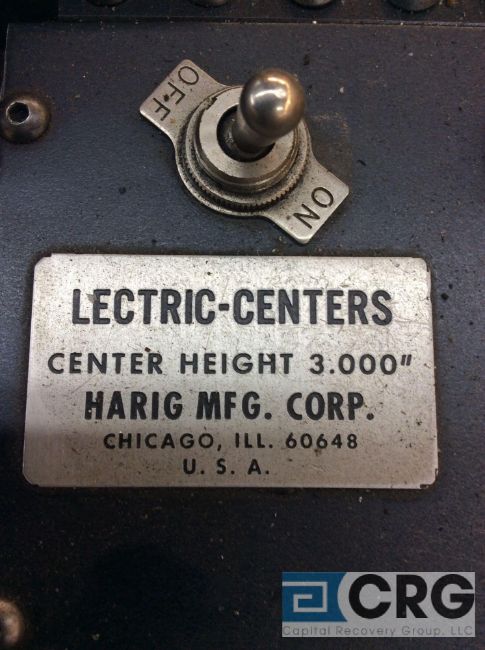 OFF
ON
LECTRIC-CENTERS
CENTER HEIGHT 3.000"
HARIG MFG. CORP.
CHICAGO, ILL. 60648
U. S. A.
CRG
Capital Recovery Group, LLC